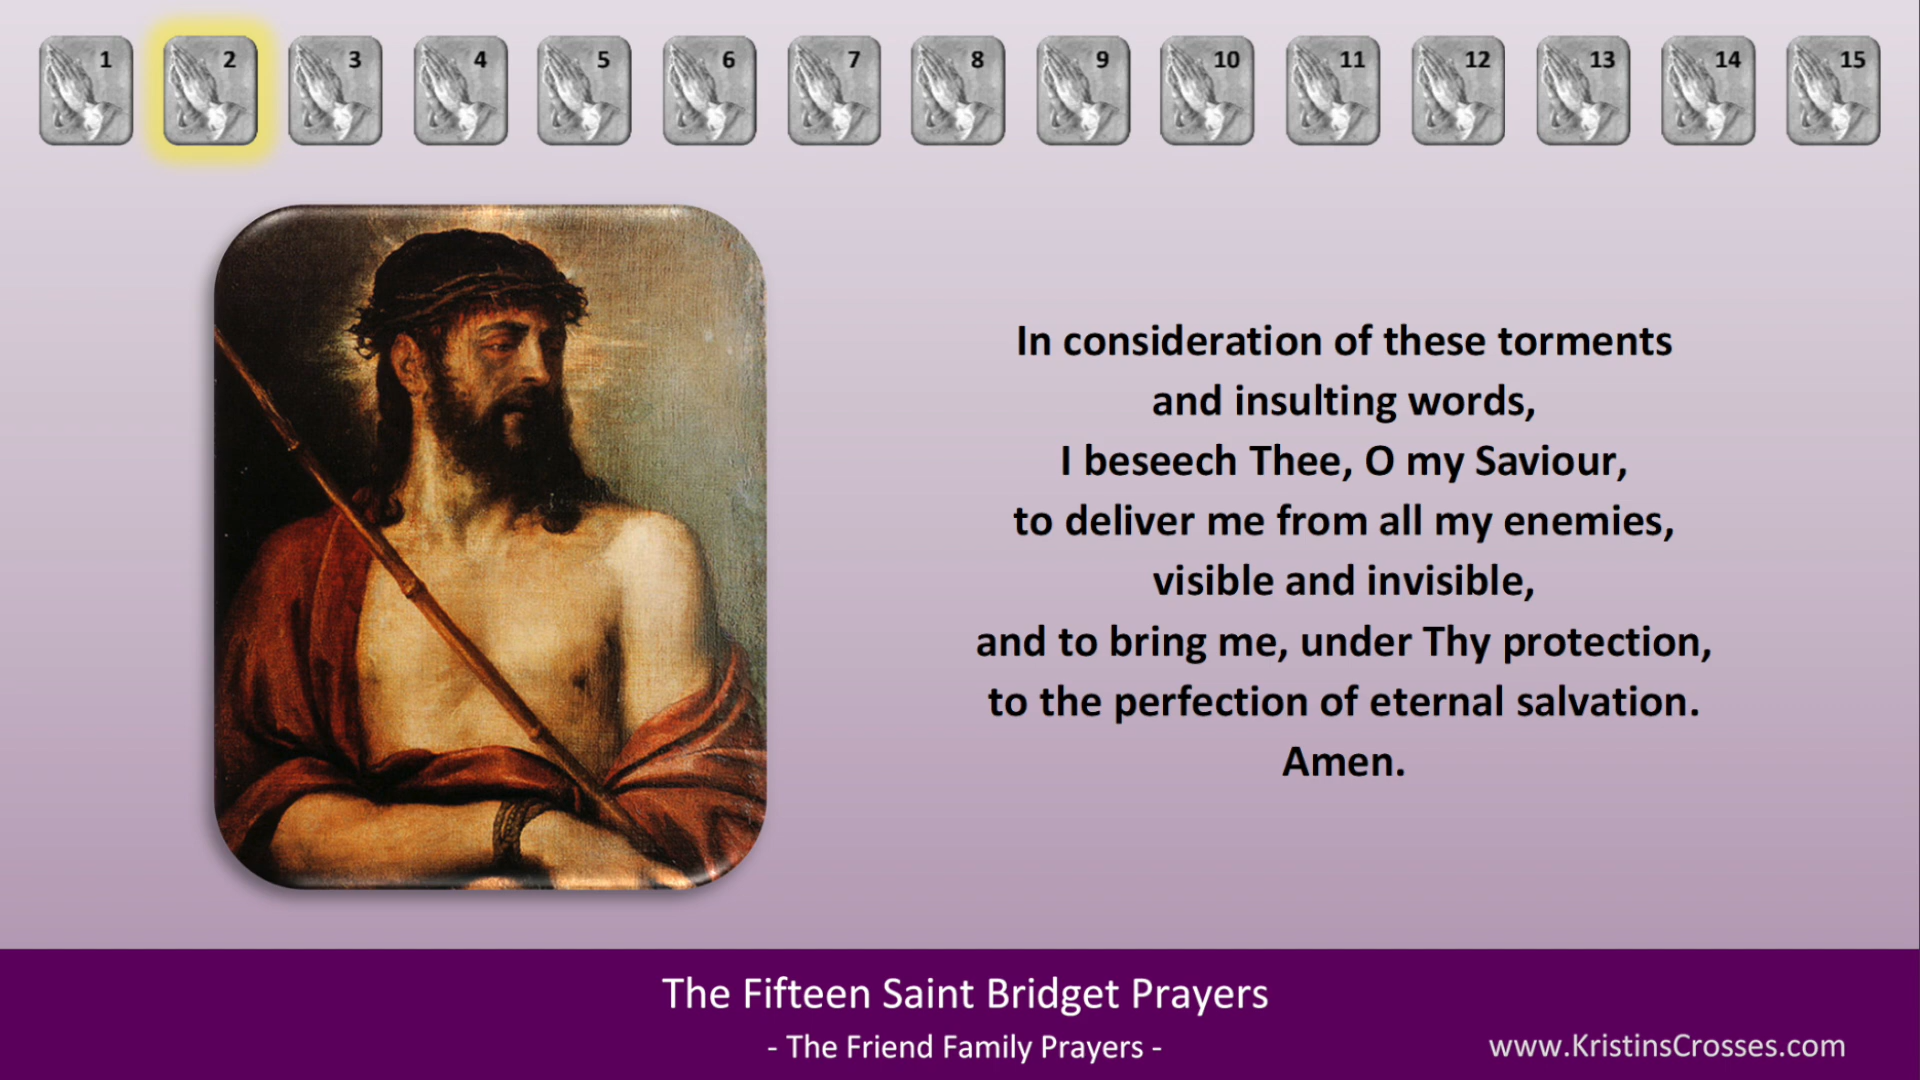 1 2 3 4 5 6 7 8 9 10 11 12 13 14 15
In consideration of these torments
and insulting words,
I beseech Thee, O my Saviour,
to deliver me from all my enemies,
visible and invisible,
and to bring me, under Thy protection,
to the perfection of eternal salvation.
Amen.
The Fifteen Saint Bridget Prayers
- The Friend Family Prayers -
www.KristinsCrosses.com